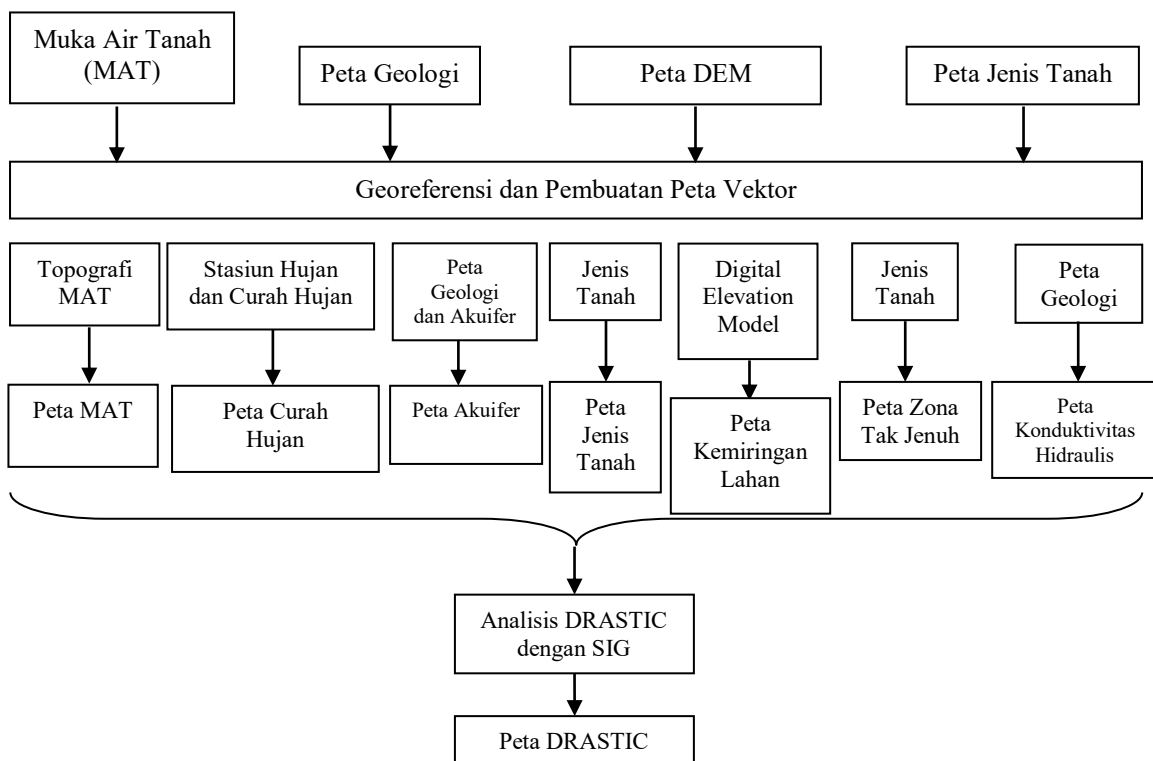 Muka Air Tanah
(MAT)
Peta Geologi
Peta DEM
Peta Jenis Tanah
Georeferensi dan Pembuatan Peta Vektor
Topografi
MAT
Stasiun Hujan
dan Curah Hujan
Peta
Geologi
dan Akuifer
Jenis
Tanah
Digital
Elevation
Model
Jenis
Tanah
Peta
Geologi
Peta MAT
Peta Curah
Hujan
Peta Akuifer
Peta
Jenis
Tanah
Peta
Kemiringan
Lahan
Peta Zona
Tak Jenuh
Peta
Konduktivitas
Hidraulis
Analisis DRASTIC
dengan SIG
Peta DRASTIC